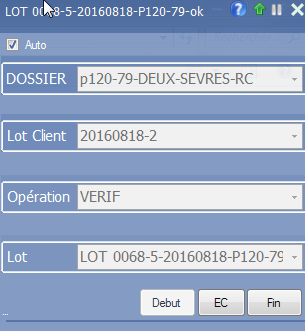 LOT 0068-5-20160818-P120-79-ok
Auto
DOSSIER p120-79-DEUX-SEVRES-RC
Lot Client 20160818-2
Opération VERIF
Lot LOT 0068-5-20160818-P120-79
Debut EC Fin